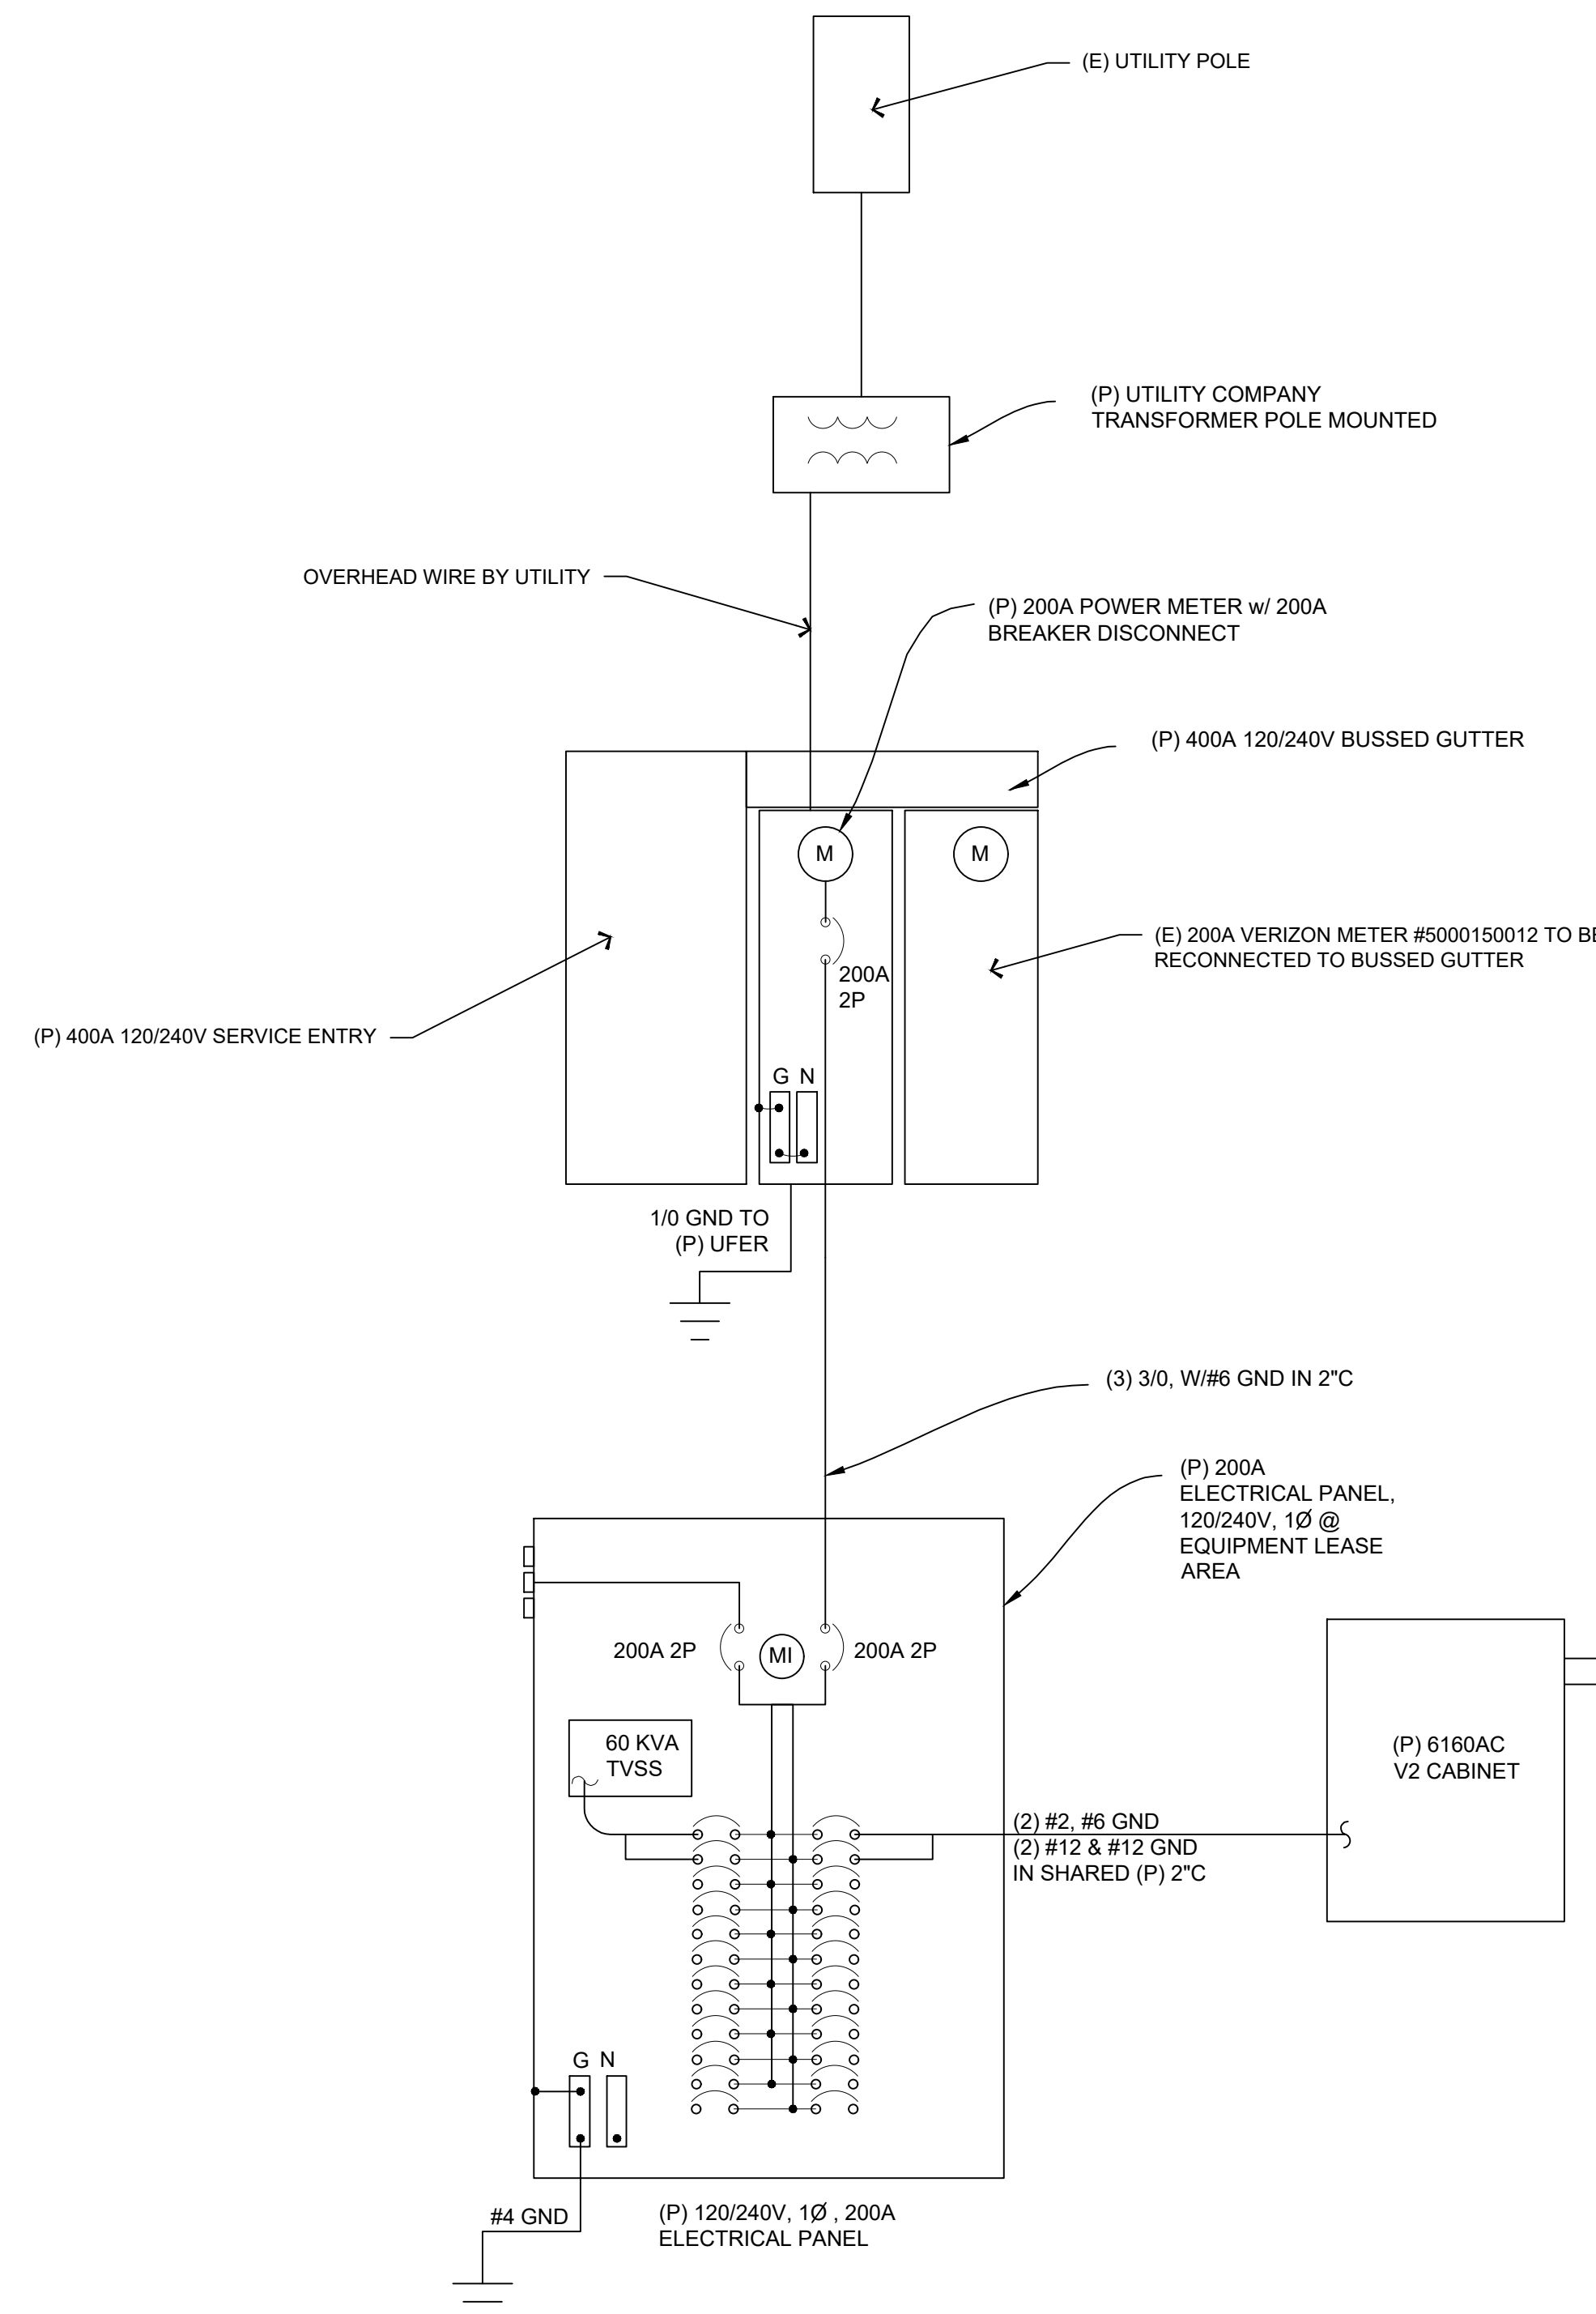 (E) UTILITY POLE
(P) UTILITY COMPANY
TRANSFORMER POLE MOUNTED
OVERHEAD WIRE BY UTILITY
(P) 200A POWER METER w/ 200A
BREAKER DISCONNECT
(P) 400A 120/240V BUSSED GUTTER
M
M
(E) 200A VERIZON METER #5000150012 TO BE
RECONNECTED TO BUSSED GUTTER
200A
2P
(P) 400A 120/240V SERVICE ENTRY
G N
1/0 GND TO
(P) UFER
(3) 3/0, W/#6 GND IN 2"C
(P) 200A
ELECTRICAL PANEL,
120/240V, 1Ø @
EQUIPMENT LEASE
AREA
200A 2P
MI
200A 2P
60 KVA
TVSS
(P) 6160AC
V2 CABINET
(2) #2, #6 GND
(2) #12 & #12 GND
IN SHARED (P) 2"C
G N
#4 GND
(P) 120/240V, 1Ø , 200A
ELECTRICAL PANEL